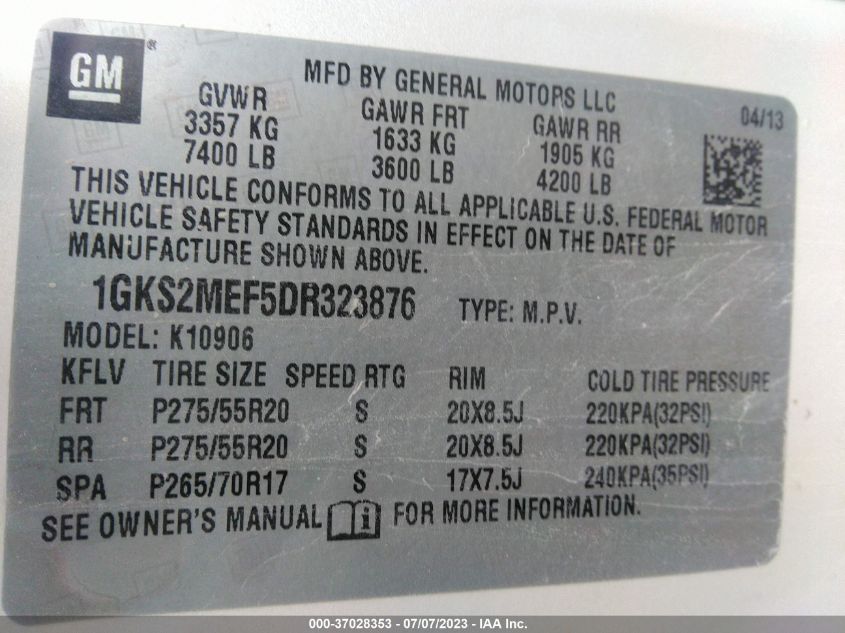 GM
MFD BY GENERAL MOTORS LLC
04/13
GVWR GAWR FRT GAWR RR
3357 KG 1633 KG 1905 KG
7400 LB 3600 LB 4200 LB
THIS VEHICLE CONFORMS TO ALL APPLICABLE U.S. FEDERAL MOTOR
VEHICLE SAFETY STANDARDS IN EFFECT ON THE DATE OF
MANUFACTURE SHOWN ABOVE.
1GKS2MEF5DR323876 TYPE: M.P.V.
MODEL: K10906
KFLV TIRE SIZE SPEED RTG RIM COLD TIRE PRESSURE
FRT P275/55R20 S 20X8.5J 220KPA(32PSI)
RR P275/55R20 S 20X8.5J 220KPA(32PSI)
SPA P265/70R17 S 17X7.5J 240KPA(35PSI)
SEE OWNER'S MANUAL i FOR MORE INFORMATION.
000-37028353 - 07/07/2023 - IAA Inc.